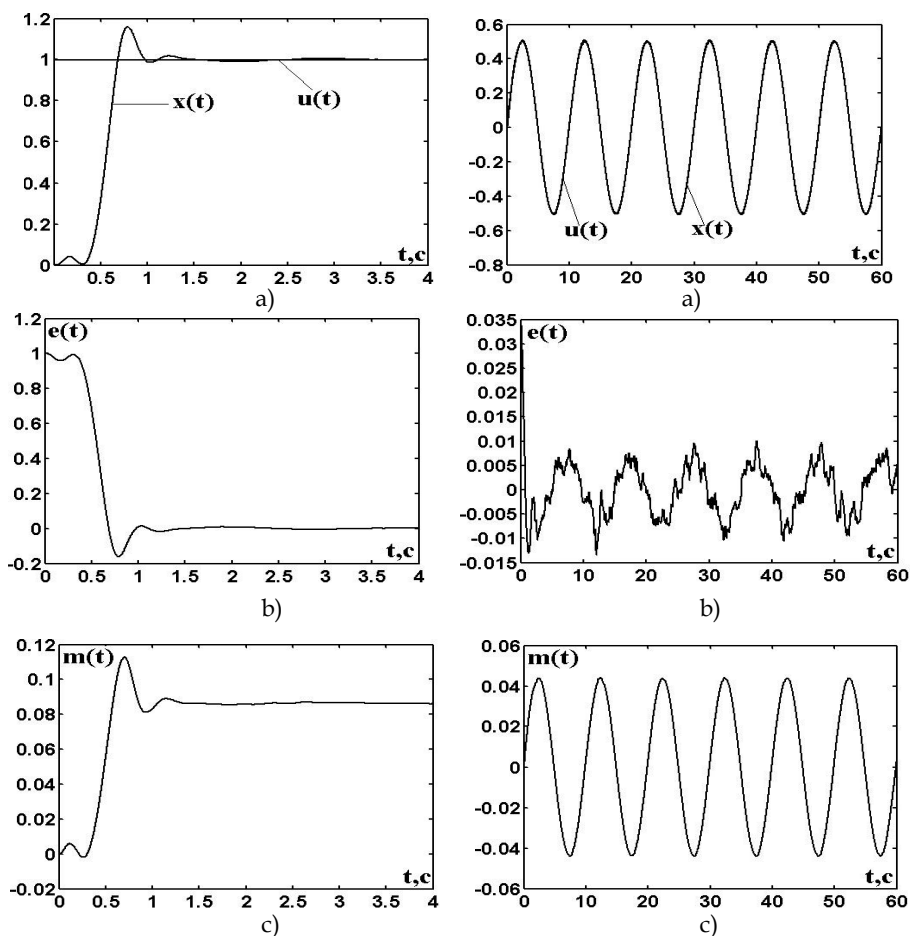 1.2
1
0.8
0.6
0.4
0.2
0
x(t)
u(t)
t,c
0.5 1 1.5 2 2.5 3 3.5 4
a)
0.6
0.4
0.2
0
-0.2
-0.4
-0.6
-0.8
u(t)
x(t)
t,c
0 10 20 30 40 50 60
a)
1.2
e(t)
1
0.8
0.6
0.4
0.2
0
-0.2
t,c
0 0.5 1 1.5 2 2.5 3 3.5 4
b)
0.035
e(t)
0.03
0.025
0.02
0.015
0.01
0.005
0
-0.005
-0.01
-0.015
t,c
0 10 20 30 40 50 60
b)
0.12
m(t)
0.1
0.08
0.06
0.04
0.02
0
-0.02
t,c
0 0.5 1 1.5 2 2.5 3 3.5 4
c)
0.06
m(t)
0.04
0.02
0
-0.02
-0.04
-0.06
t,c
0 10 20 30 40 50 60
c)